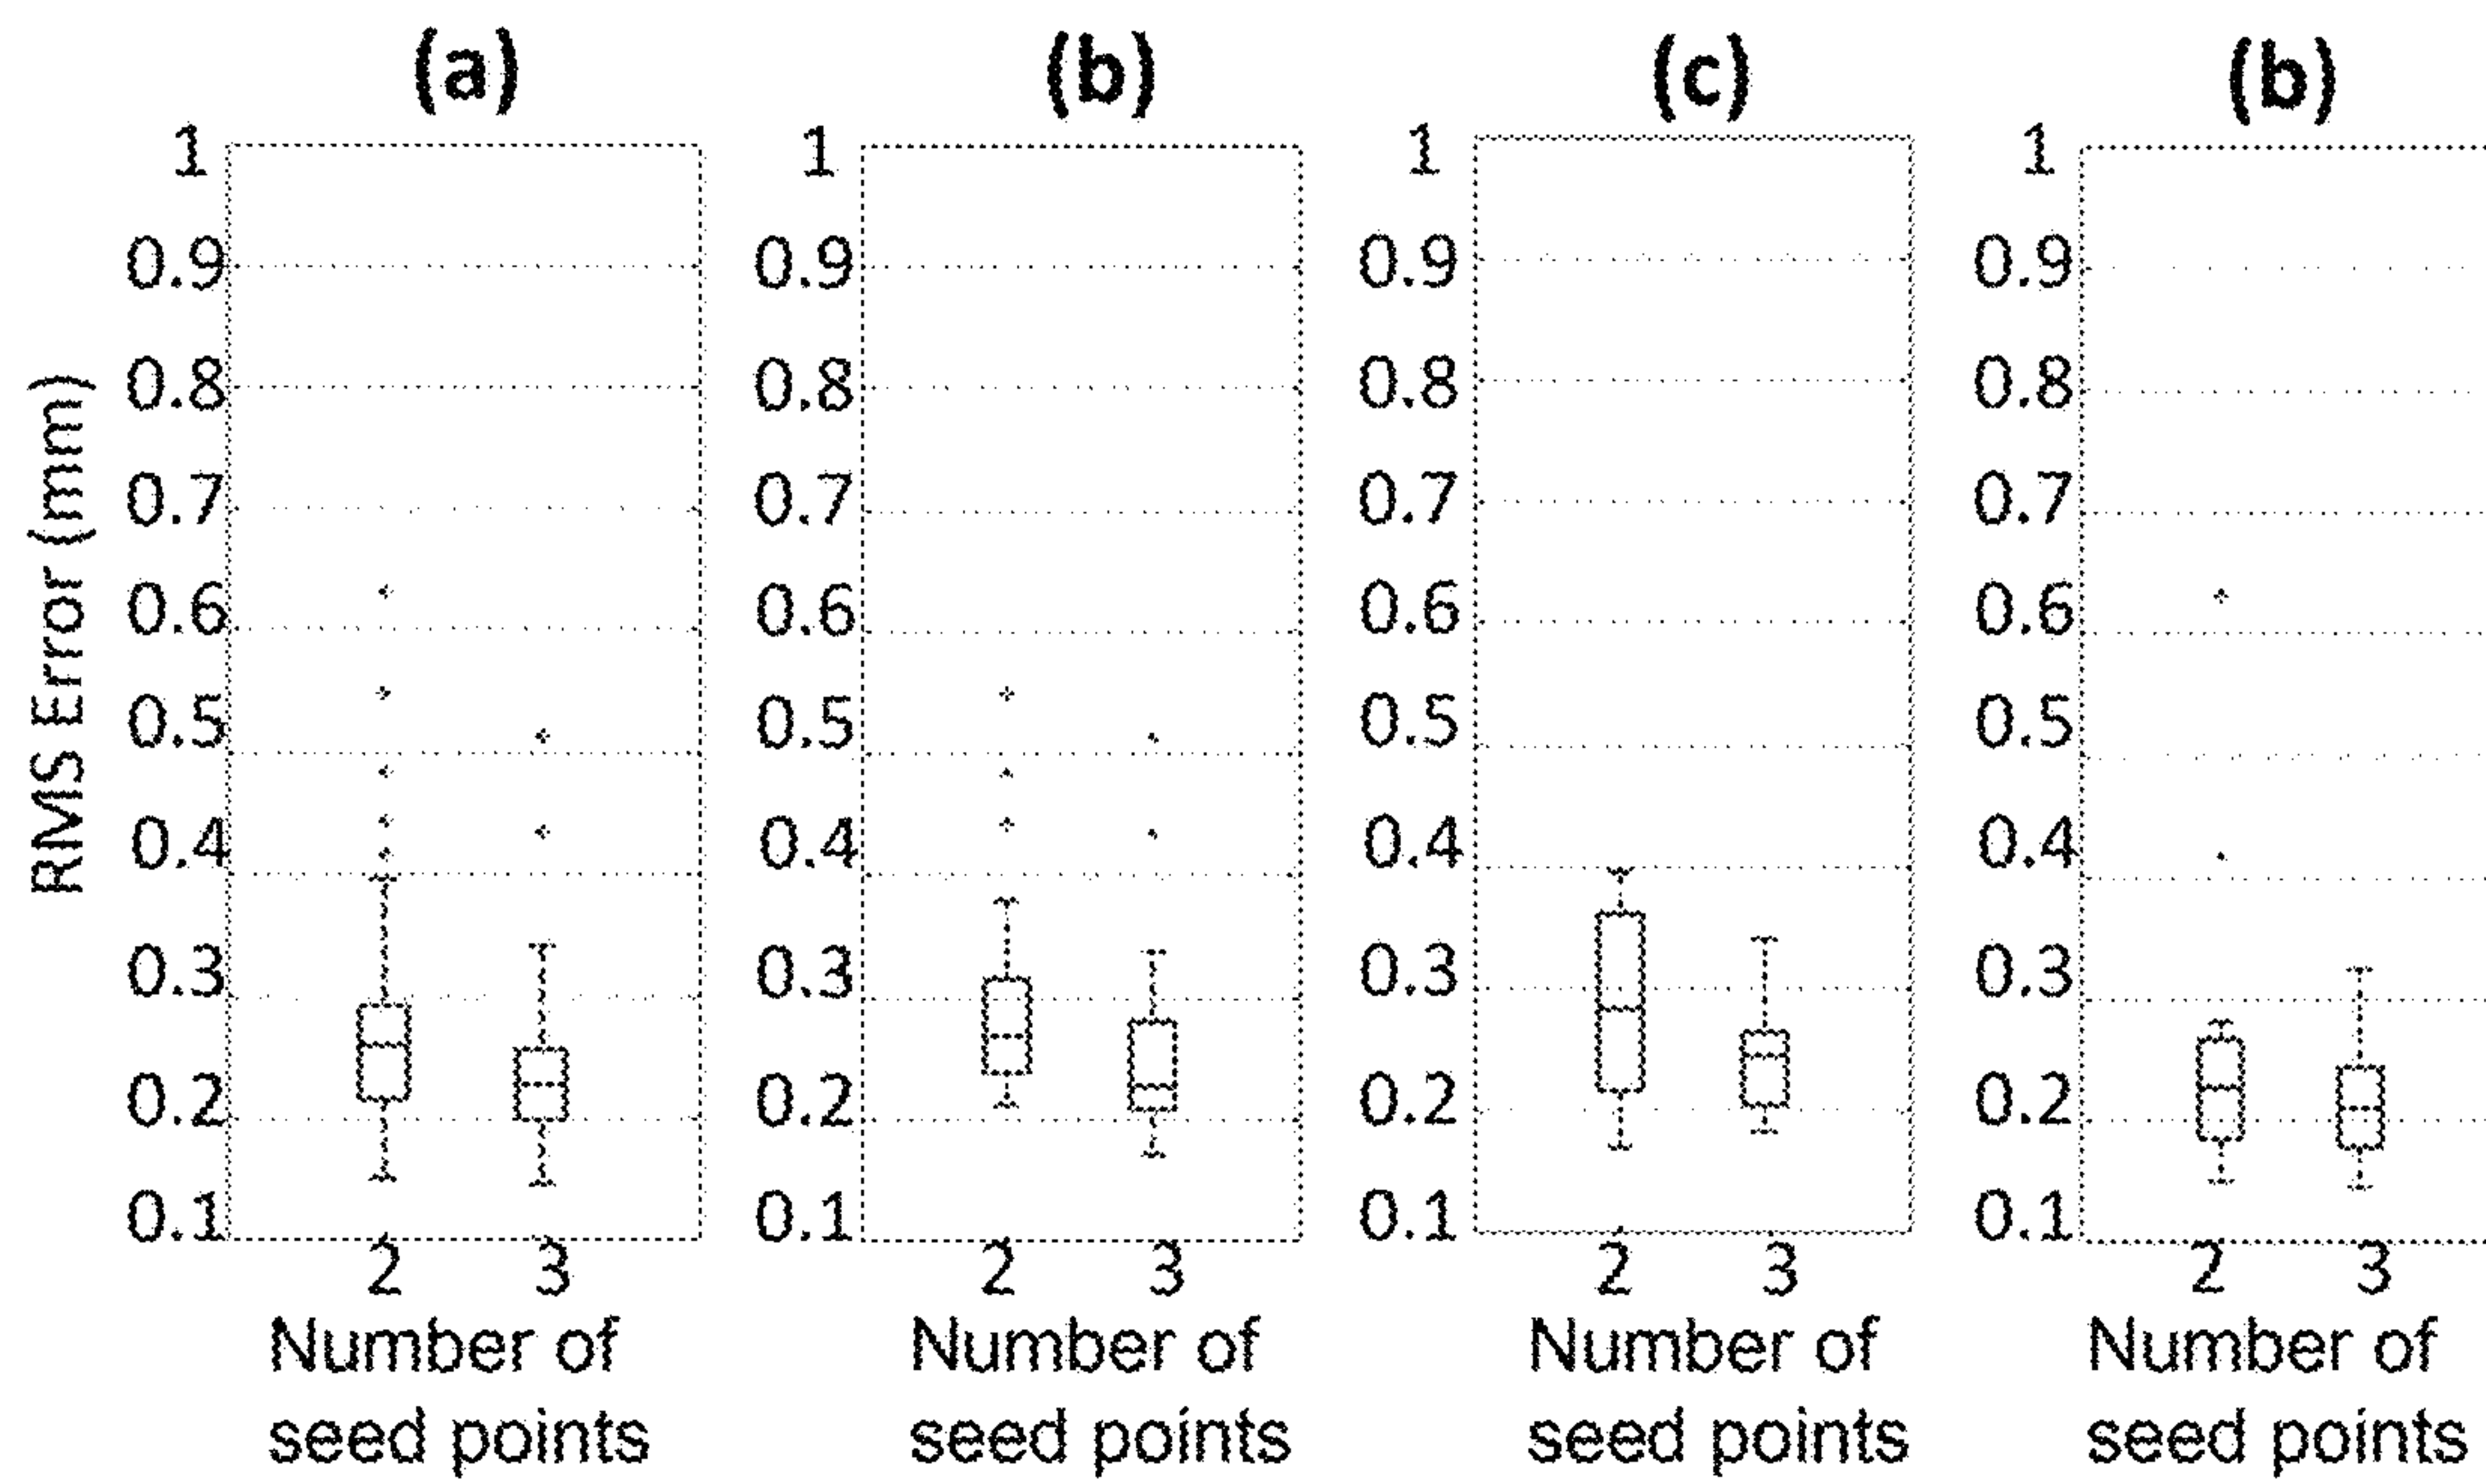 (a) (b) (c) (b)
1 1 1 1
0.9 0.9 0.9 0.9
0.8 0.8 0.8 0.8
0.7 0.7 0.7 0.7
0.6 0.6 0.6 0.6
0.5 0.5 0.5 0.5
0.4 0.4 0.4 0.4
0.3 0.3 0.3 0.3
0.2 0.2 0.2 0.2
0.1 0.1 0.1 0.1
RMS Error (mm)
2 3 2 3 2 3 2 3
Number of Number of Number of Number of
seed points seed points seed points seed points